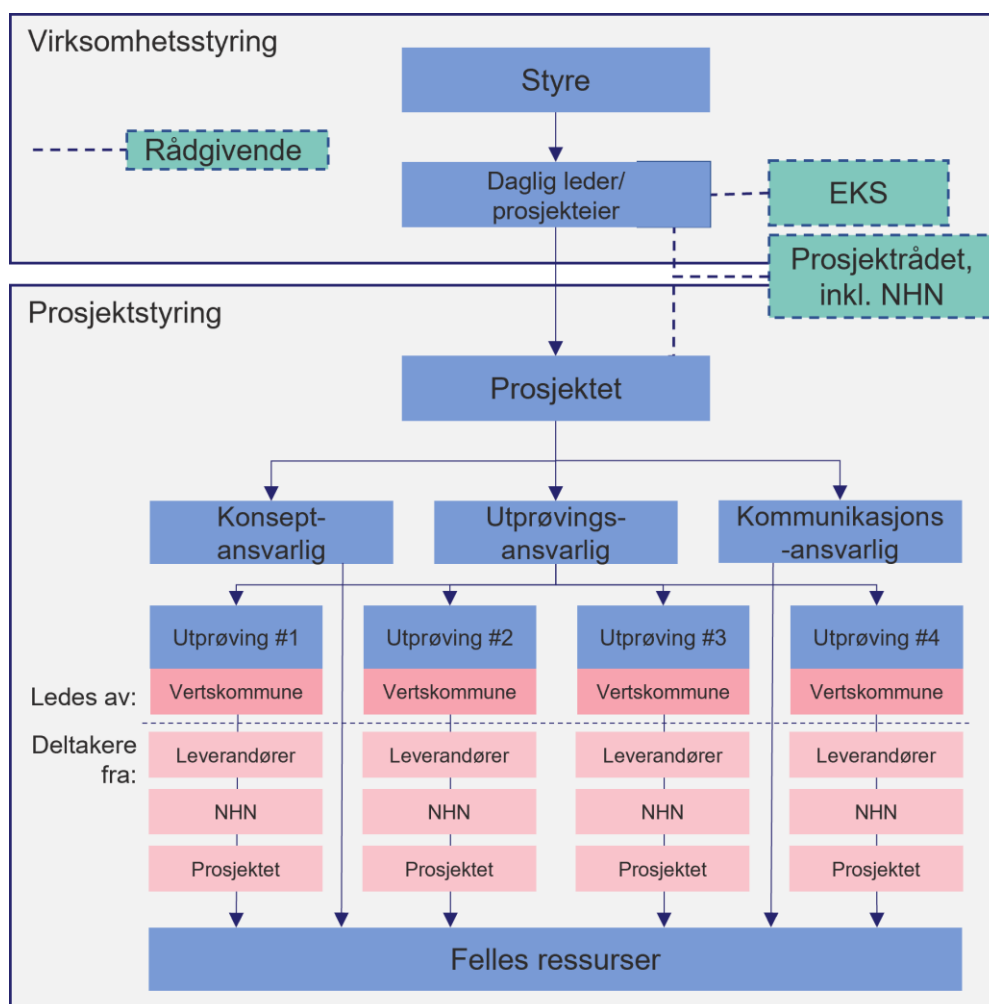 Virksomhetsstyring
Styre
Rådgivende
Daglig leder/
prosjekteier
EKS
Prosjektrådet,
inkl. NHN
Prosjektstyring
Prosjektet
Konsept-
ansvarlig
Utprøvings-
ansvarlig
Kommunikasjons
-ansvarlig
Utprøving #1
Utprøving #2
Utprøving #3
Utprøving #4
Ledes av:
Vertskommune
Vertskommune
Vertskommune
Vertskommune
Deltakere
fra:
Leverandører
Leverandører
Leverandører
Leverandører
NHN
NHN
NHN
NHN
Prosjektet
Prosjektet
Prosjektet
Prosjektet
Felles ressurser